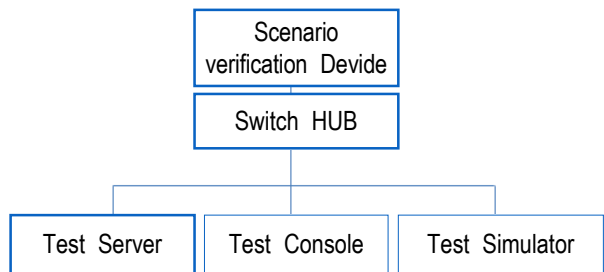 Scenario
verification Devide
Switch HUB
Test Server
Test Console
Test Simulator